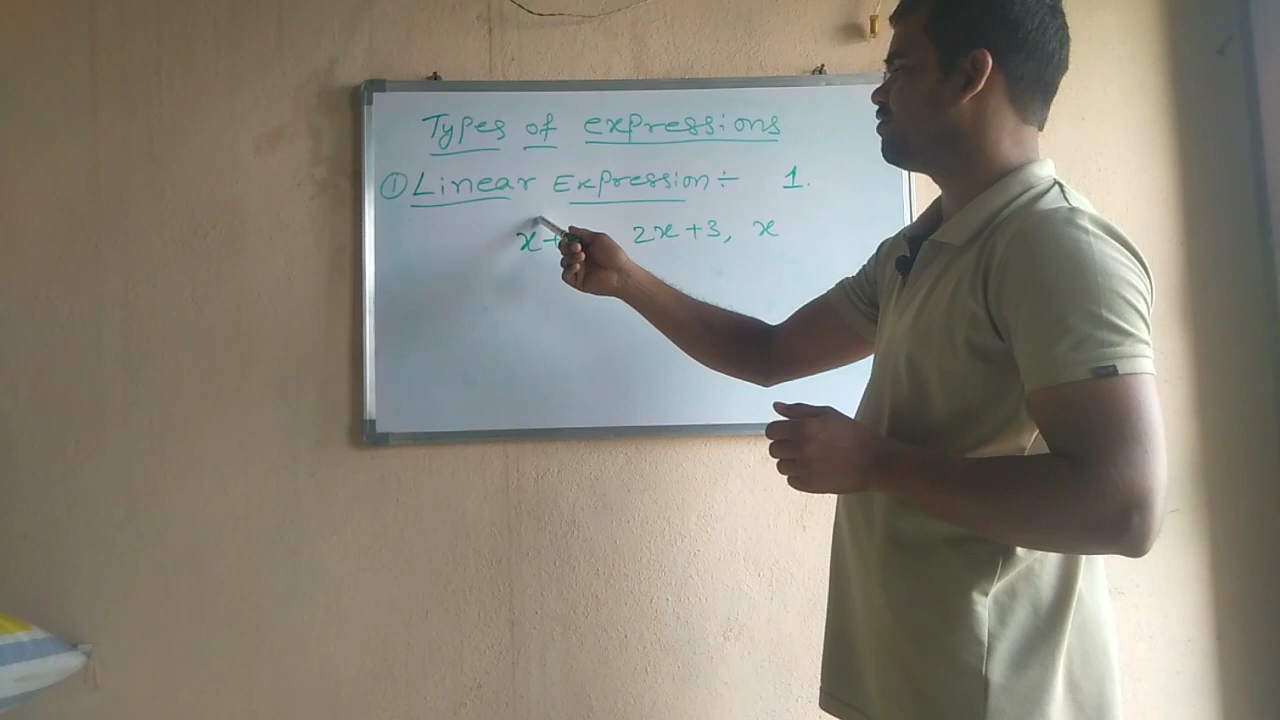 Types of expressions
① Linear Expression ÷ 1.
x+ 2x+3, x